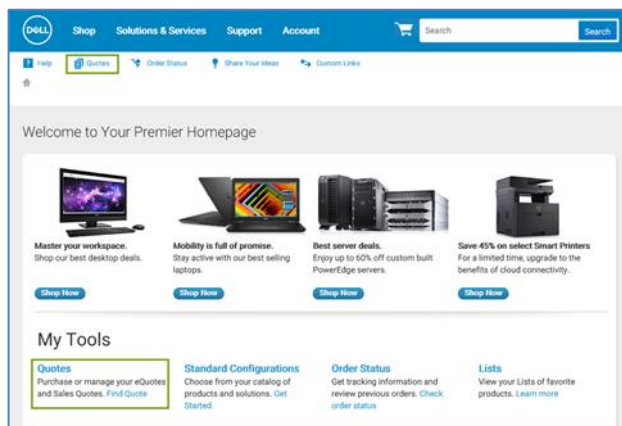 DELL
Shop Solutions & Services Support Account Search Search
Help Quotes Order Status Share Your Ideas Custom Links
Welcome to Your Premier Homepage
Master your workspace. Mobility is full of promise. Best server deals. Save 45% on select Smart Printers
Shop our best desktop deals. Stay active with our best selling Enjoy up to 60% off custom built For a limited time, upgrade to the
laptops. PowerEdge servers. benefits of cloud connectivity.
Shop Now Shop Now Shop Now Shop Now
My Tools
Quotes Standard Configurations Order Status Lists
Purchase or manage your eQuotes Choose from your catalog of Get tracking information and View your Lists of favorite
and Sales Quotes. Find Quote products and solutions. Get review previous orders. Check products. Learn more
Started order status